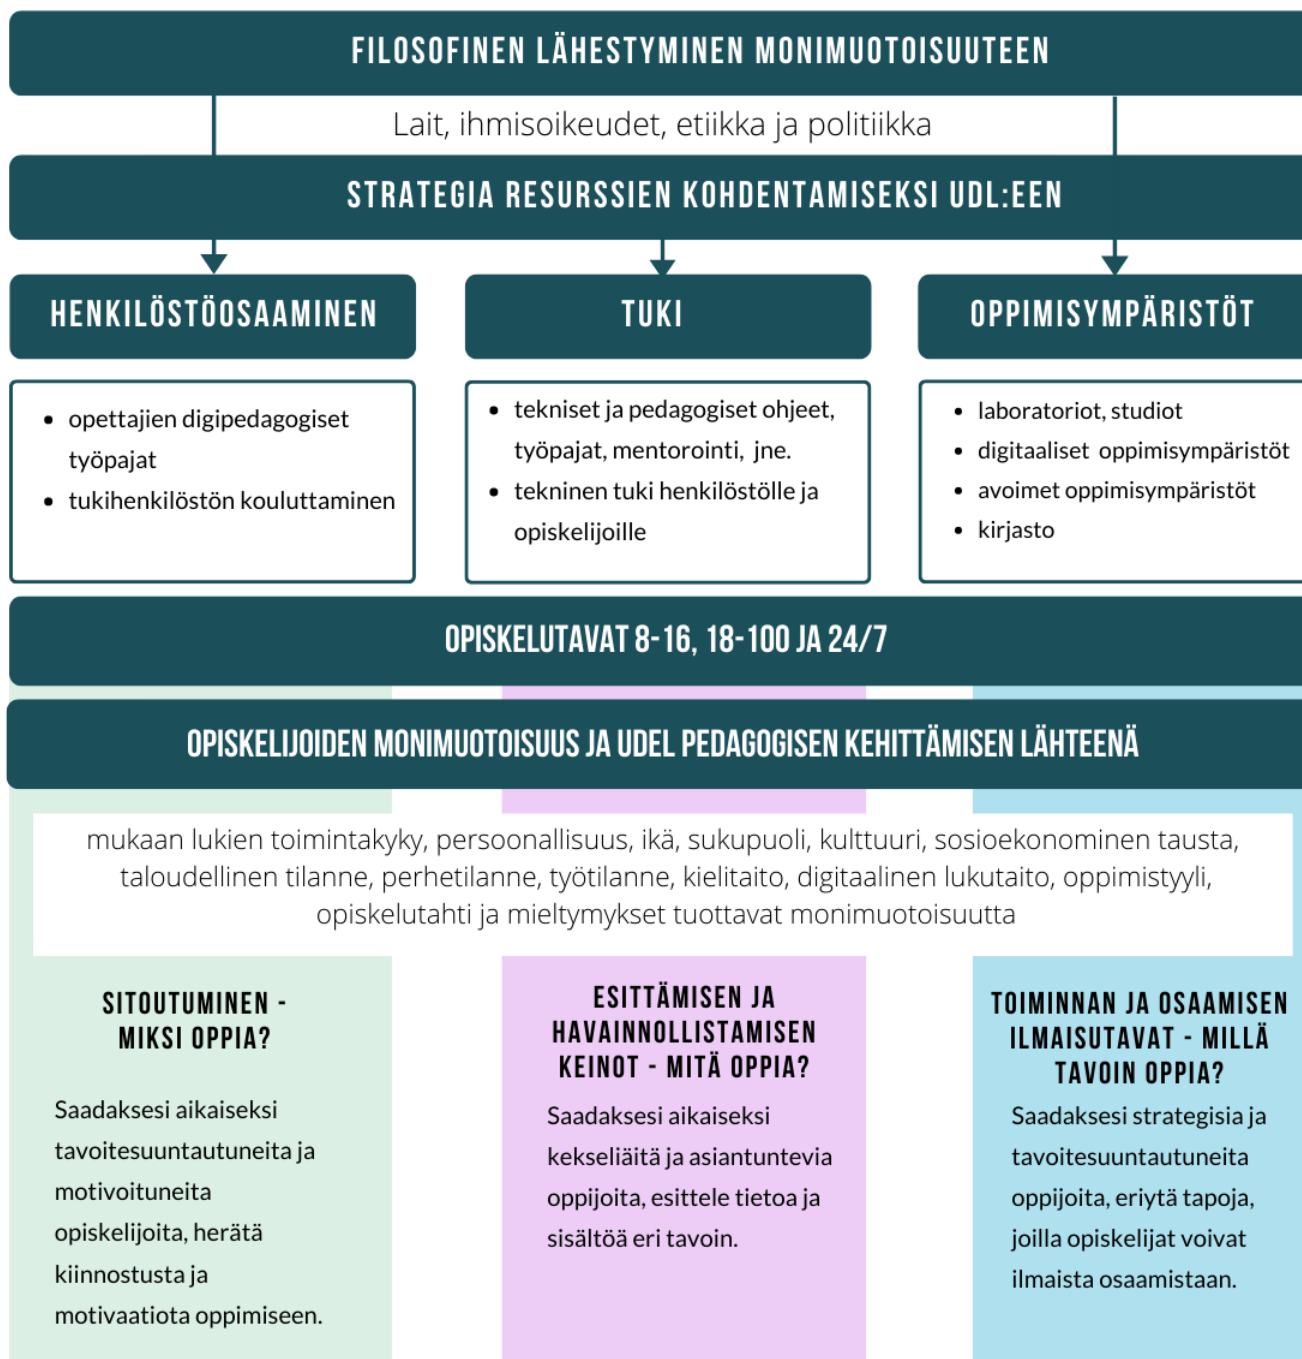 FILOSOFINEN LÄHESTYMINEN MONIMUOTOISUUTEEN
Lait, ihmisoikeudet, etiikka ja politiikka
STRATEGIA RESURSSIEN KOHDENTAMISEKSI UDL:EEN
HENKILÖSTÖOSAAMINEN
• opettajien digipedagogiset
työpajat
• tukihenkilöstön kouluttaminen
TUKI
• tekniset ja pedagogiset ohjeet,
työpajat, mentorointi, jne.
• tekninen tuki henkilöstölle ja
opiskelijoille
OPPIMISYMPÄRISTÖT
• laboratoriot, studiot
• digitaaliset oppimisympäristöt
• avoimet oppimisympäristöt
• kirjasto
OPISKELUTAVAT 8-16, 18-100 JA 24/7
OPISKELIJOIDEN MONIMUOTOISUUS JA UDEL PEDAGOGISEN KEHITTÄMISEN LÄHTEENÄ
mukaan lukien toimintakyky, persoonallisuus, ikä, sukupuoli, kulttuuri, sosioekonominen tausta,
taloudellinen tilanne, perhetilanne, työtilanne, kielitaito, digitaalinen lukutaito, oppimistyyli,
opiskelutahti ja mieltymykset tuottavat monimuotoisuutta
SITOUTUMINEN -
MIKSI OPPIA?
Saadaksesi aikaiseksi
tavoitesuuntautuneita ja
motivoituneita
opiskelijoita, herätä
kiinnostusta ja
motivaatiota oppimiseen.
ESITTÄMISEN JA
HAVAINNOLLISTAMISEN
KEINOT - MITÄ OPPIA?
Saadaksesi aikaiseksi
kekseliäitä ja asiantuntevia
oppijoita, esittele tietoa ja
sisältöä eri tavoin.
TOIMINNAN JA OSAAMISEN
ILMAISUTAVAT - MILLÄ
TAVOIN OPPIA?
Saadaksesi strategisia ja
tavoitesuuntautuneita
oppijoita, eriytä tapoja,
joilla opiskelijat voivat
ilmaista osaamistaan.